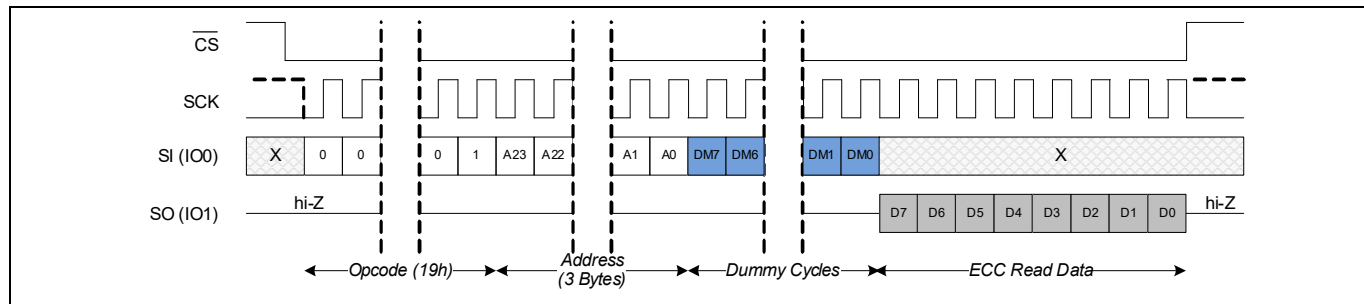 CS
SCK
SI (IO0) X 0 0 0 1 A23 A22 A1 A0 DM7 DM6 DM1 DM0 X
hi-Z
SO (IO1) D7 D6 D5 D4 D3 D2 D1 D0 hi-Z
Opcode (19h) Address Dummy Cycles ECC Read Data
(3 Bytes)